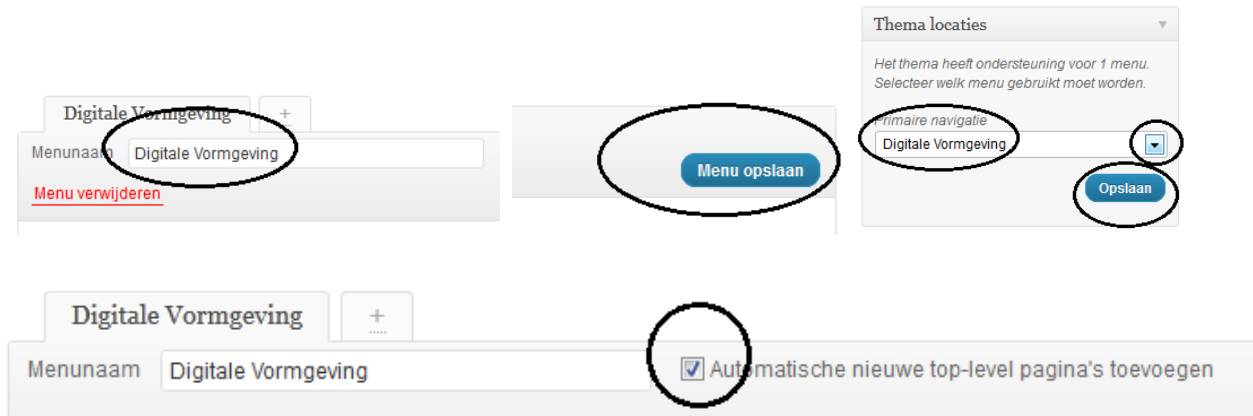 Digitale Vormgeving +
Menunaam Digitale Vormgeving
Menu verwijderen
Menu opslaan
Thema locaties
Het thema heeft ondersteuning voor 1 menu.
Selecteer welk menu gebruikt moet worden.
Primaire navigatie
Digitale Vormgeving
Opslaan
Digitale Vormgeving +
Menunaam Digitale Vormgeving Automatische nieuwe top-level pagina's toevoegen